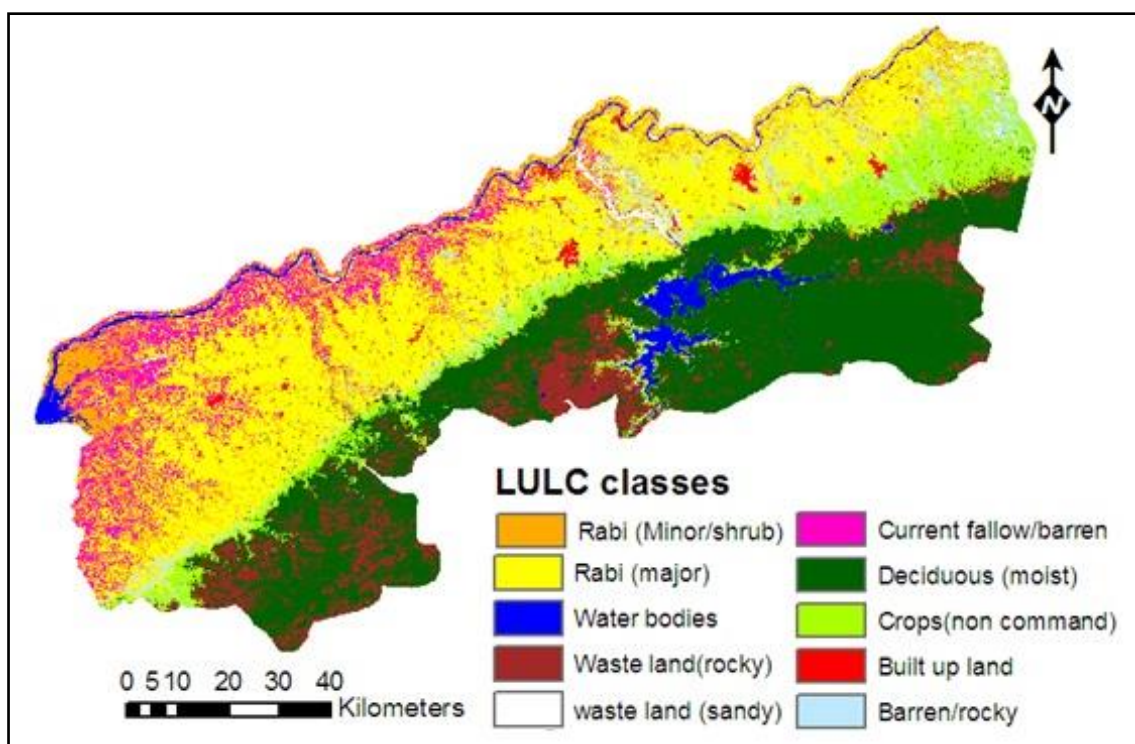 N
LULC classes
Rabi (Minor/shrub)
Rabi (major)
Water bodies
Waste land(rocky)
waste land (sandy)
Current fallow/barren
Deciduous (moist)
Crops(non command)
Built up land
Barren/rocky
0 5 10 20 30 40
Kilometers